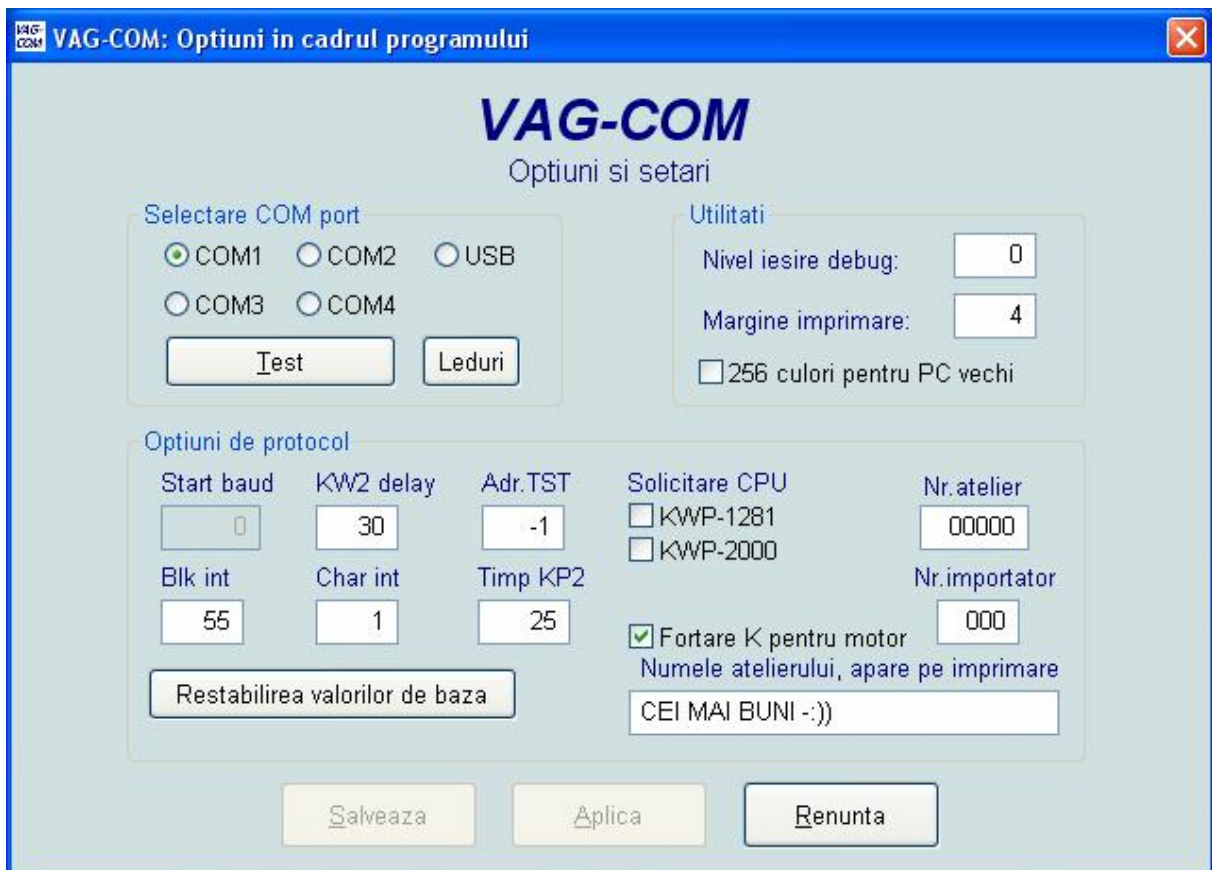 VAG-COM
VAG-COM: Optiuni in cadrul programului
VAG-COM
Optiuni si setari
Selectare COM port
COM1 COM2 USB
COM3 COM4
Test Leduri
Utilitati
Nivel iesire debug: 0
Margine imprimare: 4
256 culori pentru PC vechi
Optiuni de protocol
Start baud KW2 delay Adr.TST
0 30 -1
Blk int Char int Timp KP2
55 1 25
Restabilirea valorilor de baza
Solicitare CPU
KWP-1281
KWP-2000
Nr.atelier
00000
Nr.importator
000
Fortare K pentru motor
Numele atelierului, apare pe imprimare
CEI MAI BUNI -:))
Salveaza Aplica Renunta